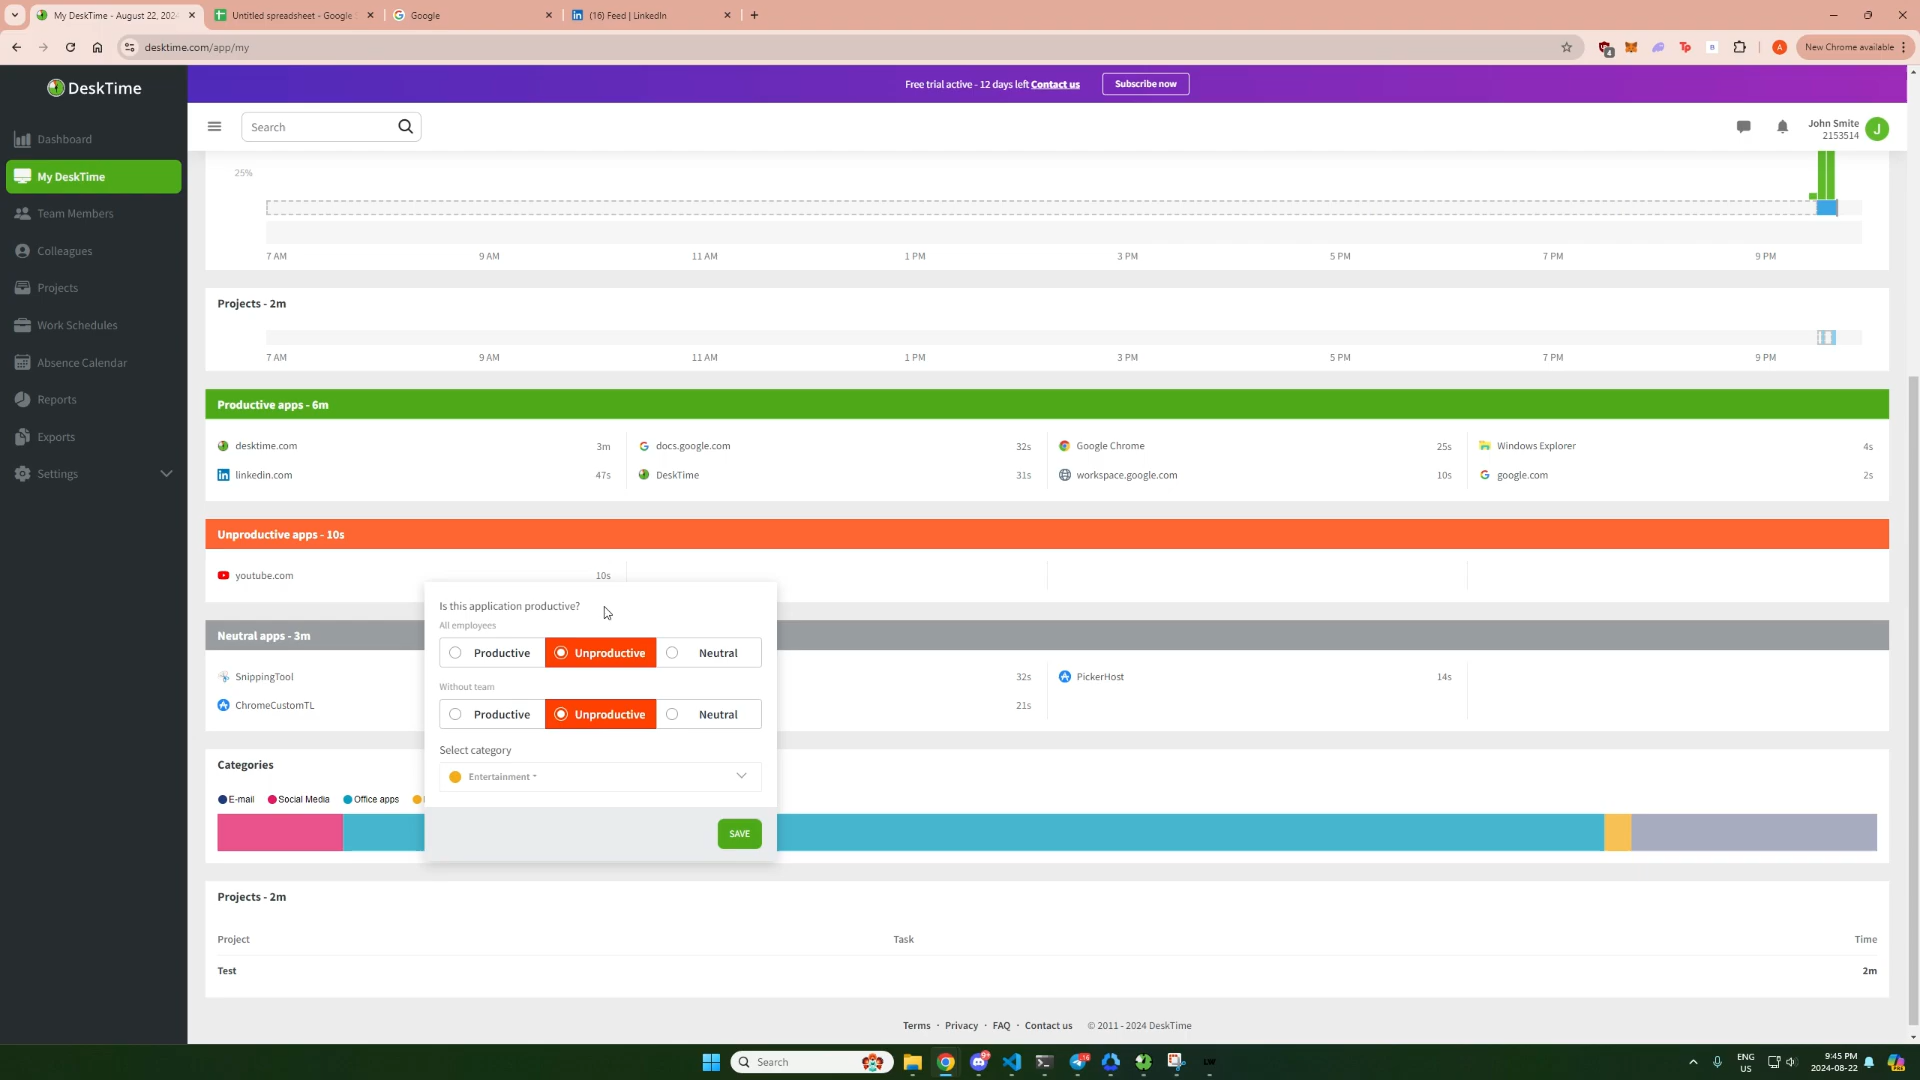 My DeskTime - August 22, 2024
Untitled spreadsheet - Google
Google
(16) Feed | LinkedIn
desktime.com/app/my
New Chrome available
DeskTime
Free trial active - 12 days left Contact us
Subscribe now
Search
John Smite
2153514
J
Dashboard
My DeskTime
Team Members
Colleagues
Projects
Work Schedules
Absence Calendar
Reports
Exports
Settings
25%
7 AM 9 AM 11 AM 1 PM 3 PM 5 PM 7 PM 9 PM
Projects - 2m
7 AM 9 AM 11 AM 1 PM 3 PM 5 PM 7 PM 9 PM
Productive apps - 6m
desktime.com 3m docs.google.com 32s Google Chrome 25s Windows Explorer 4s
linkedin.com 47s DeskTime 31s workspace.google.com 10s google.com 2s
Unproductive apps - 10s
youtube.com 10s
Is this application productive?
All employees
Productive Unproductive Neutral
Without team
Productive Unproductive Neutral
Select category
Entertainment
SAVE
Neutral apps - 3m
SnippingTool 32s PickerHost 14s
ChromeCustomTL 21s
Categories
E-mail Social Media Office apps
Projects - 2m
Project Task Time
Test 2m
Terms · Privacy · FAQ · Contact us © 2011 - 2024 DeskTime
Search
ENG
US
9:45 PM
2024-08-22